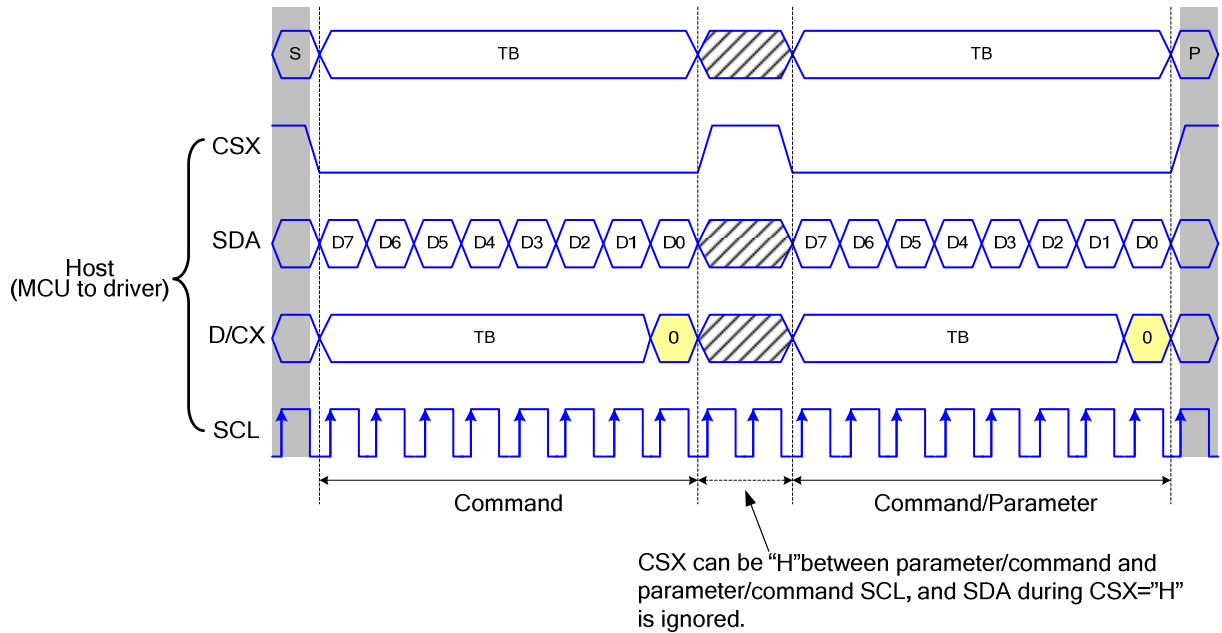 S TB TB P
CSX
SDA D7 D6 D5 D4 D3 D2 D1 D0 D7 D6 D5 D4 D3 D2 D1 D0
Host
(MCU to driver)
D/CX TB 0 TB 0
SCL
Command Command/Parameter
CSX can be “H”between parameter/command and
parameter/command SCL, and SDA during CSX=”H”
is ignored.